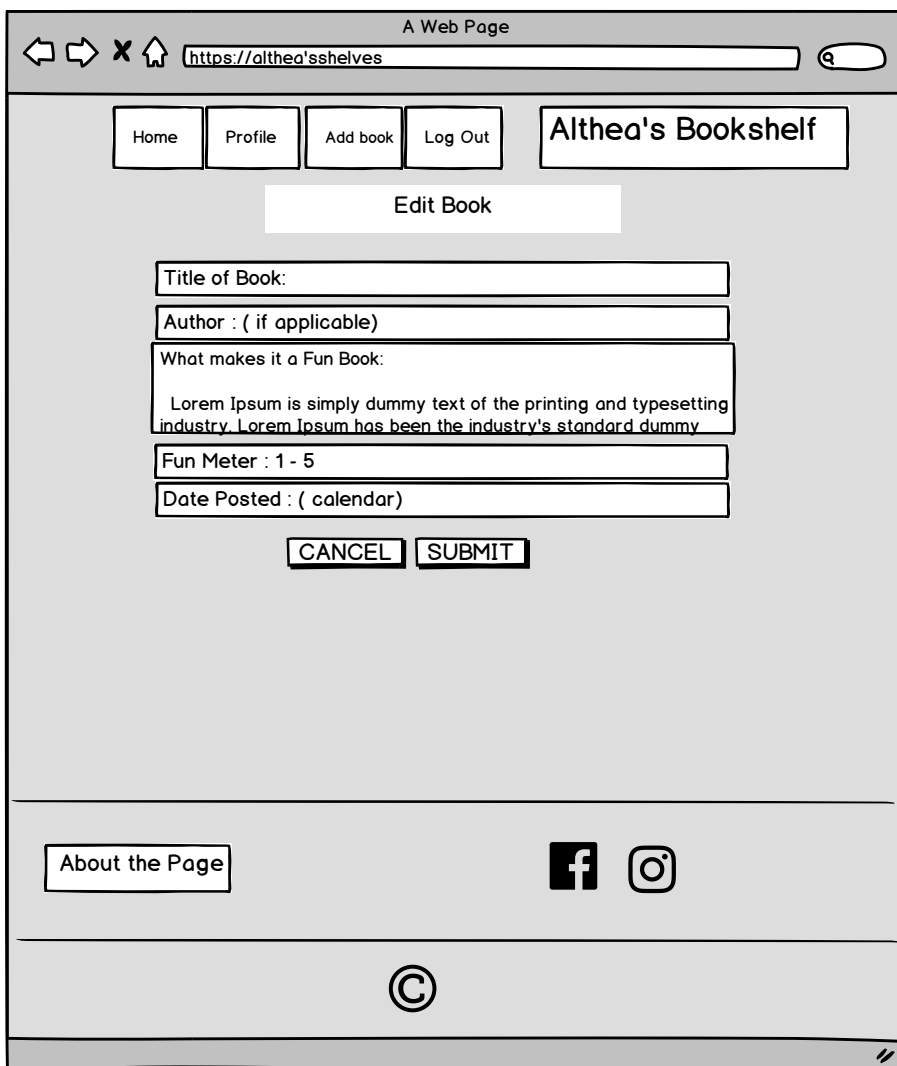 A Web Page
https://althea'sshelves
Home
Profile
Add book
Log Out
Althea's Bookshelf
Edit Book
Title of Book:
Author : ( if applicable)
What makes it a Fun Book:
Lorem Ipsum is simply dummy text of the printing and typesetting
industry. Lorem Ipsum has been the industry's standard dummy
Fun Meter : 1 - 5
Date Posted : ( calendar)
CANCEL
SUBMIT
About the Page
©